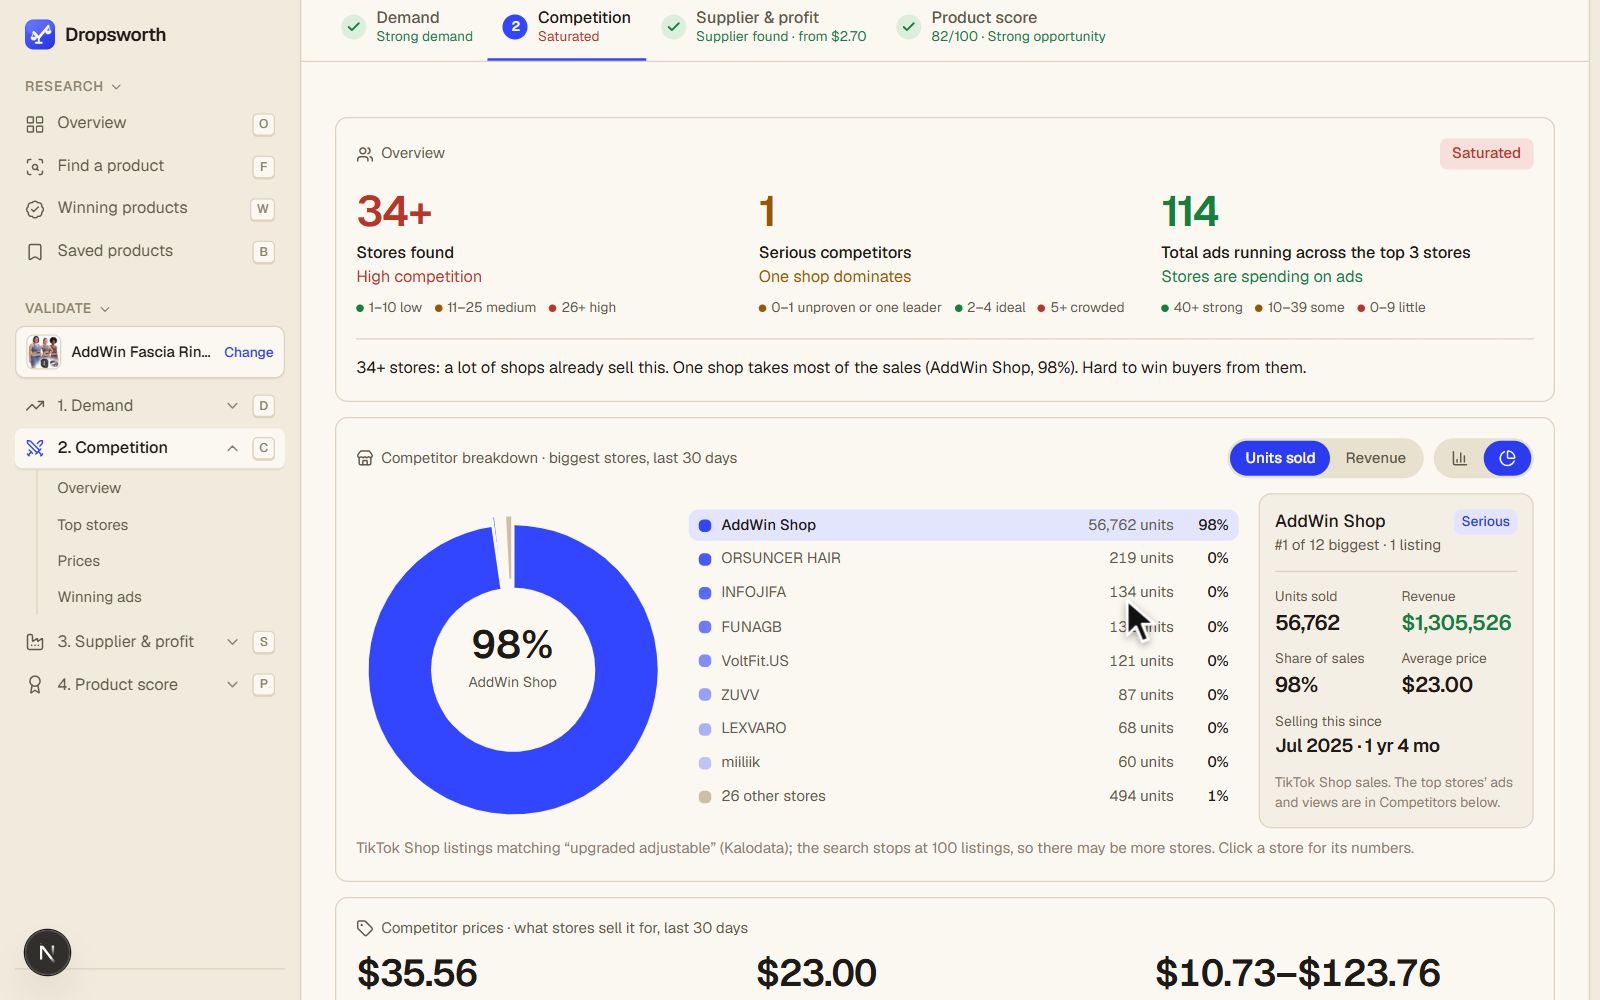 Dropsworth
RESEARCH
Overview O
Find a product F
Winning products W
Saved products B
VALIDATE
AddWin Fascia Rin... Change
1. Demand D
2. Competition C
Overview
Top stores
Prices
Winning ads
3. Supplier & profit S
4. Product score P
N
Demand
Strong demand
2 Competition
Saturated
Supplier & profit
Supplier found · from $2.70
Product score
82/100 · Strong opportunity
Overview
Saturated
34+
Stores found
High competition
1–10 low 11–25 medium 26+ high
1
Serious competitors
One shop dominates
0–1 unproven or one leader 2–4 ideal 5+ crowded
114
Total ads running across the top 3 stores
Stores are spending on ads
40+ strong 10–39 some 0–9 little
34+ stores: a lot of shops already sell this. One shop takes most of the sales (AddWin Shop, 98%). Hard to win buyers from them.
Competitor breakdown · biggest stores, last 30 days
Units sold Revenue
98%
AddWin Shop
AddWin Shop 56,762 units 98%
ORSUNCER HAIR 219 units 0%
INFOJIFA 134 units 0%
FUNAGB 0%
VoltFit.US 121 units 0%
ZUVV 87 units 0%
LEXVARO 68 units 0%
miiliik 60 units 0%
26 other stores 494 units 1%
AddWin Shop Serious
#1 of 12 biggest · 1 listing
Units sold Revenue
56,762 $1,305,526
Share of sales Average price
98% $23.00
Selling this since
Jul 2025 · 1 yr 4 mo
TikTok Shop sales. The top stores' ads
and views are in Competitors below.
TikTok Shop listings matching “upgraded adjustable” (Kalodata); the search stops at 100 listings, so there may be more stores. Click a store for its numbers.
Competitor prices · what stores sell it for, last 30 days
$35.56 $23.00 $10.73–$123.76